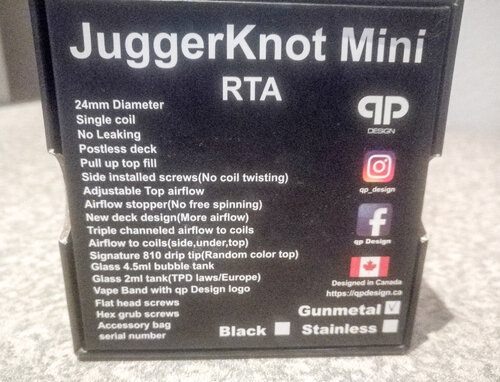 JuggerKnot Mini
RTA
24mm Diameter
Single coil
No Leaking
Postless deck
Pull up top fill
Side installed screws(No coil twisting)
Adjustable Top airflow
Airflow stopper(No free spinning)
New deck design(More airflow)
Triple channeled airflow to coils
Airflow to coils(side,under,top)
Signature 810 drip tip(Random color top)
Glass 4.5ml bubble tank
Glass 2ml tank(TPD laws/Europe)
Vape Band with qp Design logo
Flat head screws
Hex grub screws
Accessory bag
serial number
qp
DESIGN
qp_design
qp Design
Designed in Canada
https://qpdesign.ca
Gunmetal
Black Stainless